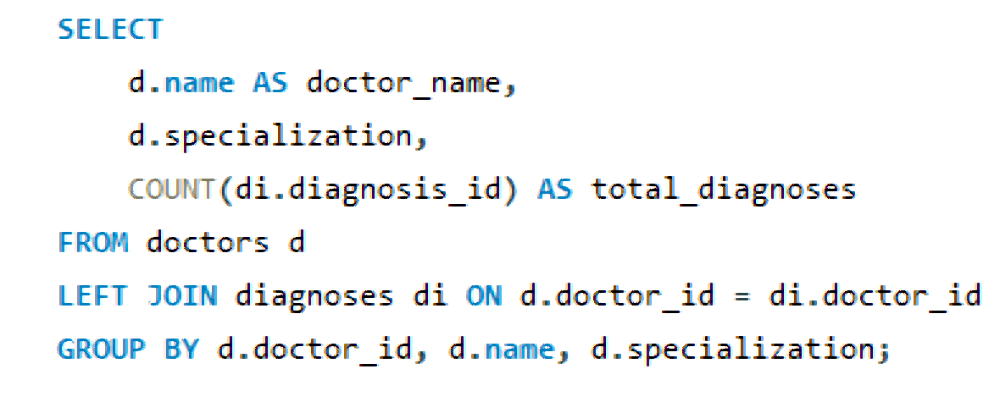 SELECT
    d.name AS doctor_name,
    d.specialization,
    COUNT(di.diagnosis_id) AS total_diagnoses
FROM doctors d
LEFT JOIN diagnoses di ON d.doctor_id = di.doctor_id
GROUP BY d.doctor_id, d.name, d.specialization;